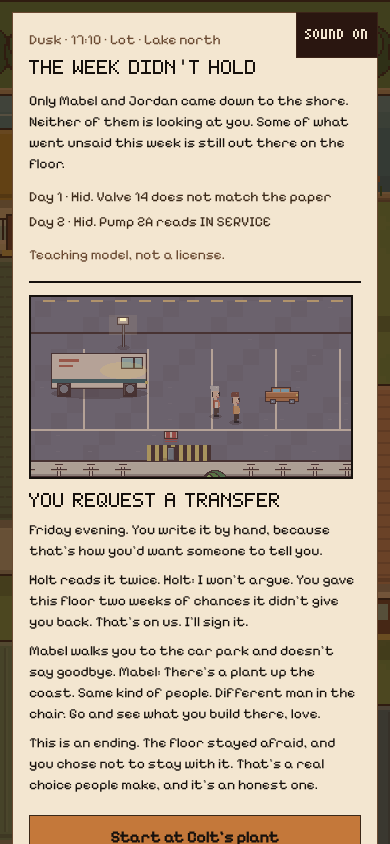 SOUND ON
Dusk · 17:10 · Lot · Lake north
THE WEEK DIDN'T HOLD
Only Mabel and Jordan came down to the shore.
Neither of them is looking at you. Some of what
went unsaid this week is still out there on the
floor.
Day 1 · Hid. Valve 14 does not match the paper
Day 2 · Hid. Pump 2A reads IN SERVICE
Teaching model, not a license.
YOU REQUEST A TRANSFER
Friday evening. You write it by hand, because
that's how you'd want someone to tell you.
Holt reads it twice. Holt: I won't argue. You gave
this floor two weeks of chances it didn't give
you back. That's on us. I'll sign it.
Mabel walks you to the car park and doesn't
say goodbye. Mabel: There's a plant up the
coast. Same kind of people. Different man in the
chair. Go and see what you build there, love.
This is an ending. The floor stayed afraid, and
you chose not to stay with it. That's a real
choice people make, and it's an honest one.
Start at Colt's plant